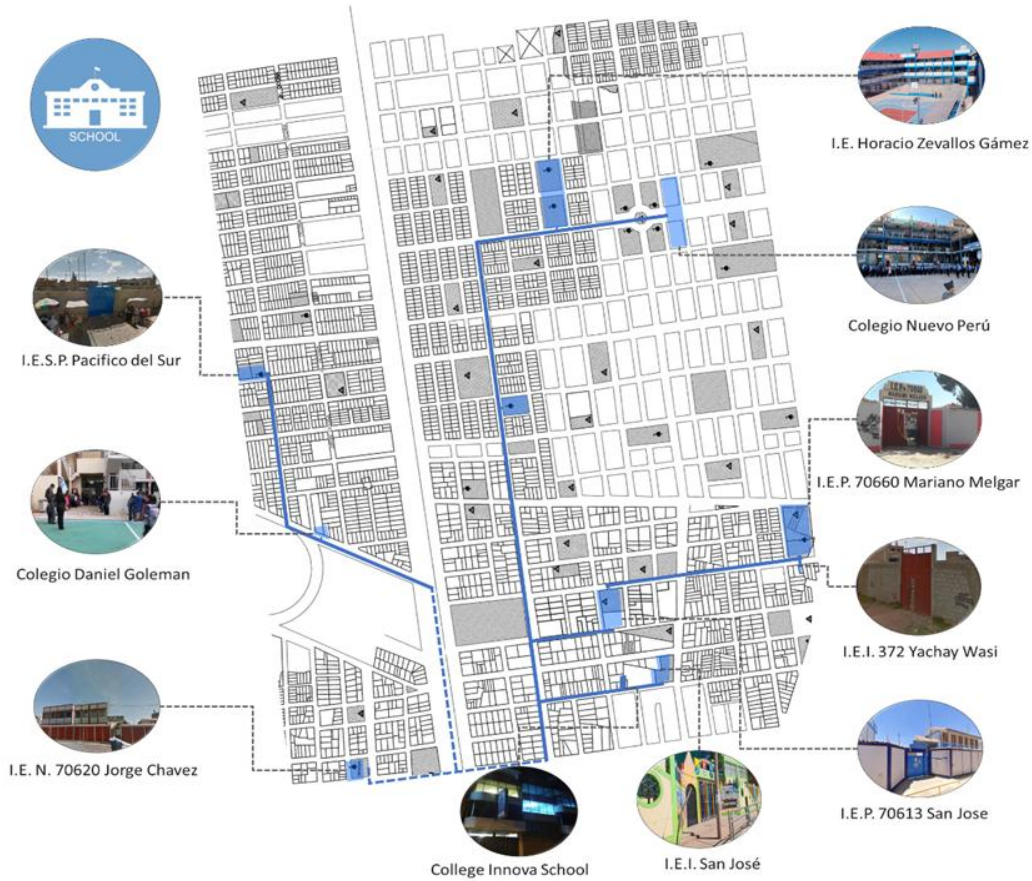 SCHOOL
I.E. Horacio Zevallos Gámez
I.E.S.P. Pacifico del Sur
Colegio Nuevo Perú
I.E.P. 70660 Mariano Melgar
Colegio Daniel Goleman
I.E.I. 372 Yachay Wasi
I.E. N. 70620 Jorge Chavez
I.E.P. 70613 San Jose
College Innova School
I.E.I. San José